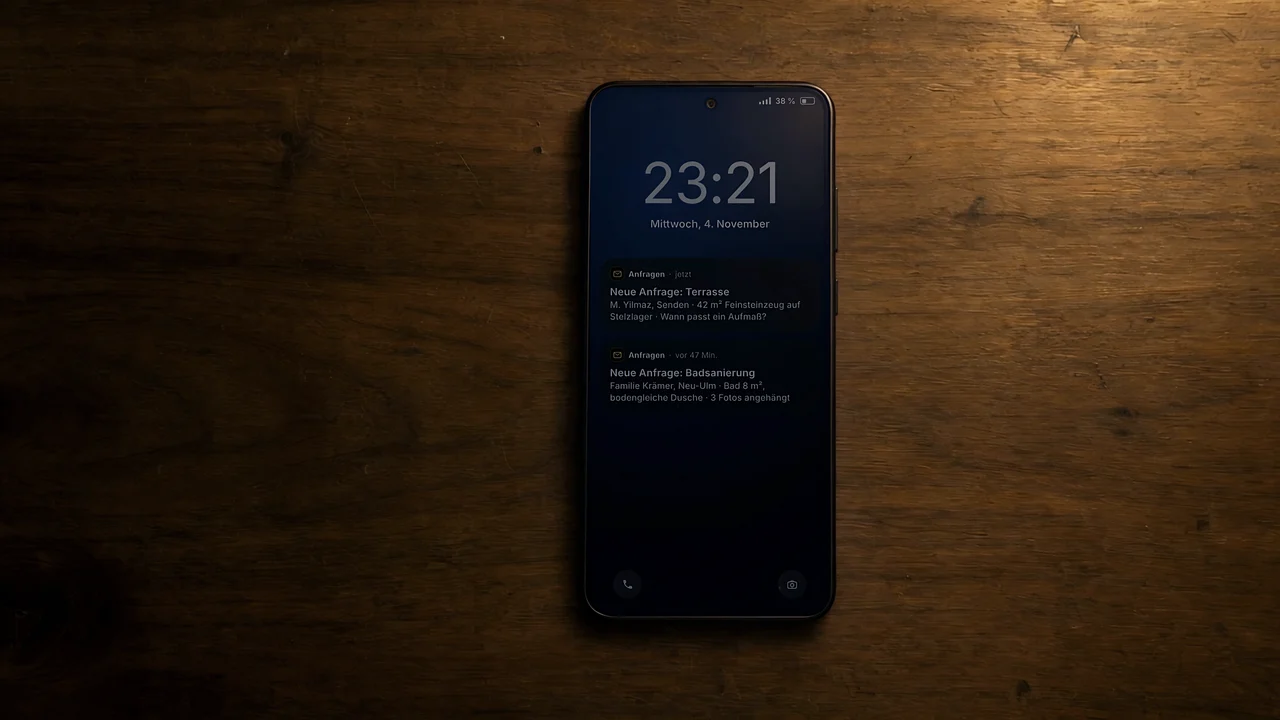 38 %
23:21
Mittwoch, 4. November
Anfragen · jetzt
Neue Anfrage: Terrasse
M. Yilmaz, Senden · 42 m² Feinsteinzeug auf
Stelzlager · Wann passt ein Aufmaß?
Anfragen · vor 47 Min.
Neue Anfrage: Badsanierung
Familie Krämer, Neu-Ulm · Bad 8 m²,
bodengleiche Dusche · 3 Fotos angehängt